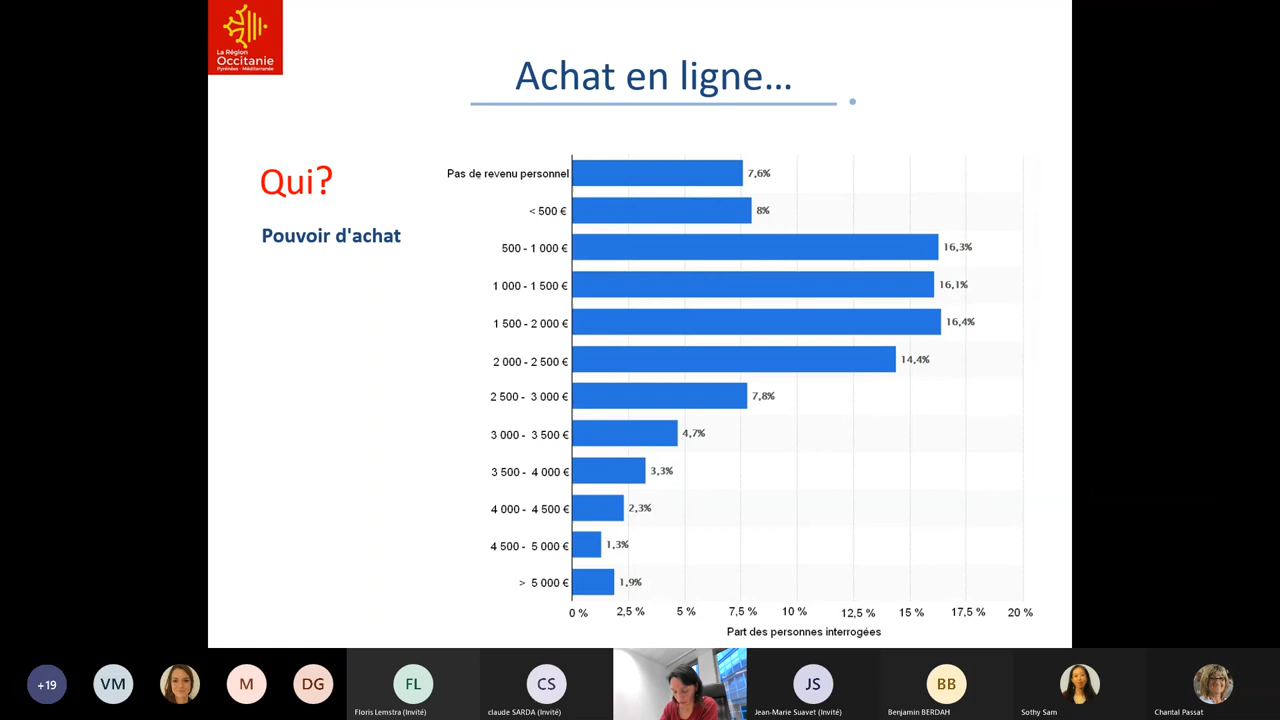 La Région
Occitanie
Pyrénées - Méditerranée
Achat en ligne...
Qui?
Pouvoir d'achat
Pas de revenu personnel 7,6%
< 500 € 8%
500 - 1 000 € 16,3%
1 000 - 1 500 € 16,1%
1 500 - 2 000 € 16,4%
2 000 - 2 500 € 14,4%
2 500 - 3 000 € 7,8%
3 000 - 3 500 € 4,7%
3 500 - 4 000 € 3,3%
4 000 - 4 500 € 2,3%
4 500 - 5 000 € 1,3%
> 5 000 € 1,9%
0 % 2,5 % 5 % 7,5 % 10 % 12,5 % 15 % 17,5 % 20 %
Part des personnes interrogées
+19 VM M DG FL CS JS BB
Floris Lemstra (Invité) claude SARDA (Invité) Jean-Marie Suavet (Invité) Benjamin BERDAH Sothy Sam Chantal Passat